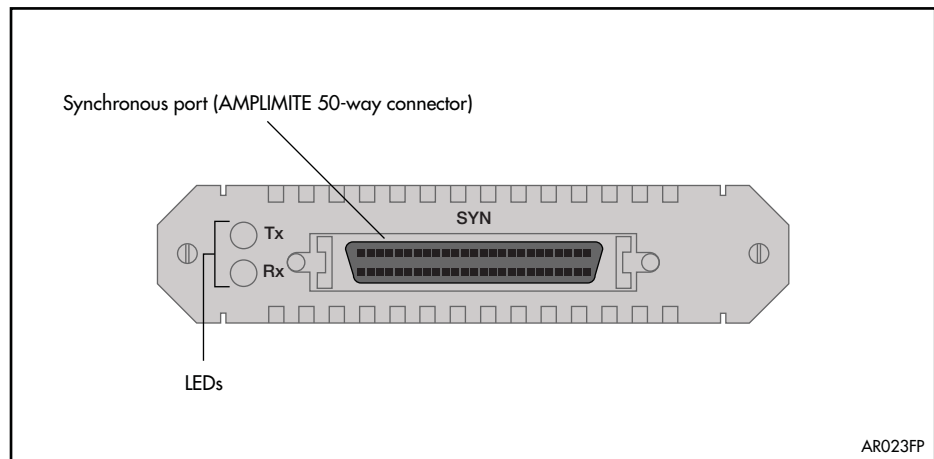 Synchronous port (AMPLIMITE 50-way connector)
SYN
Tx
Rx
LEDs
AR023FP